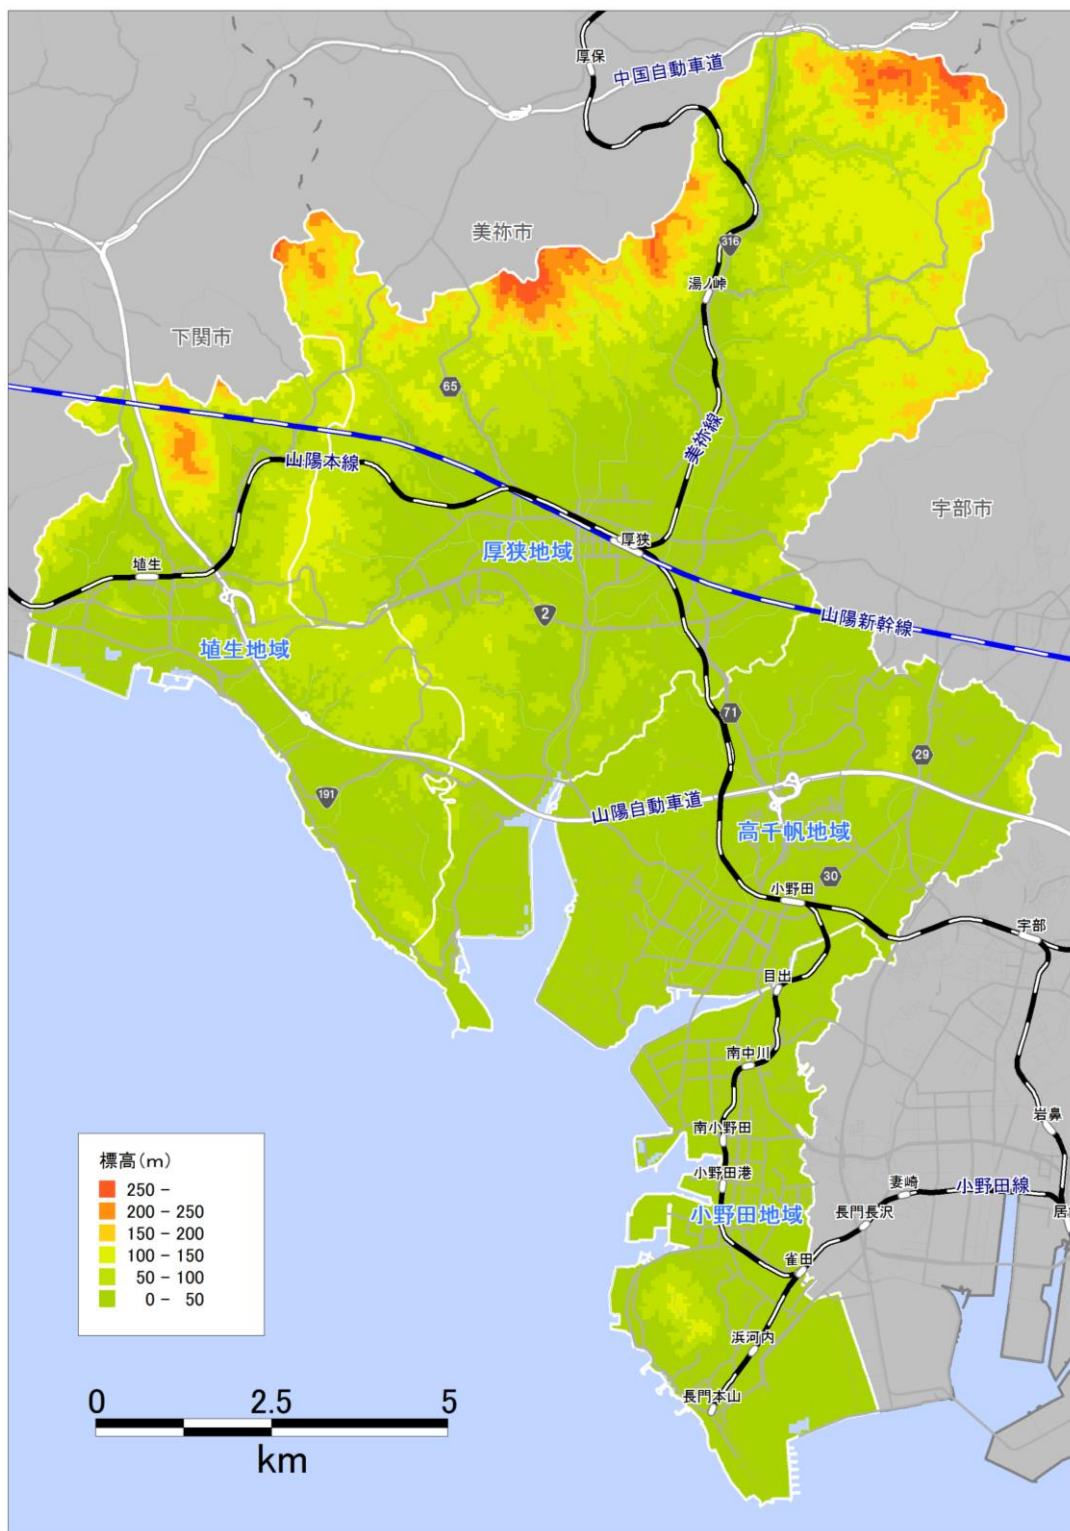 厚保
中国自動車道
美祢市
316
湯ノ峠
下関市
65
美祢線
山陽本線
宇部市
厚狭
厚狭地域
埴生
2
山陽新幹線
埴生地域
71
29
191
山陽自動車道
高千帆地域
30
小野田
宇部
目出
南中川
岩鼻
南小野田
小野田港
妻崎
小野田線
長門長沢
居
小野田地域
雀田
浜河内
長門本山
標高(m)
250 -
200 - 250
150 - 200
100 - 150
50 - 100
0 - 50
0 2.5 5
km